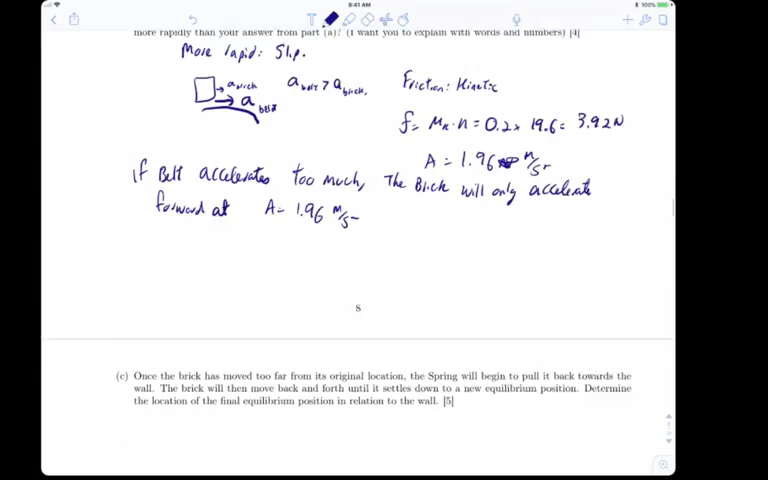 9:41 AM
100%
more rapidly than your answer from part (a)? (I want you to explain with words and numbers) [4]
More rapid: Slip.
a brick
a belt
a belt > a brick,
Friction: Kinetic
f = μk·n = 0.2 x 19.6 = 3.92N
A = 1.96 m/s²
if Belt accelerates too much, The Brick will only accelerate
forward at A = 1.96 m/s²
8
(c) Once the brick has moved too far from its original location, the Spring will begin to pull it back towards the
wall. The brick will then move back and forth until it settles down to a new equilibrium position. Determine
the location of the final equilibrium position in relation to the wall. [5]